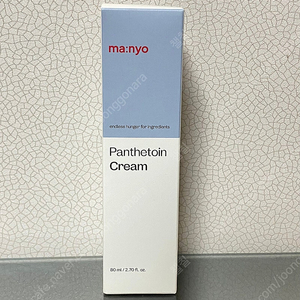 ma:nyo
endless hunger for ingredients
Panthetoin
Cream
80 ml / 2.70 fl. oz.